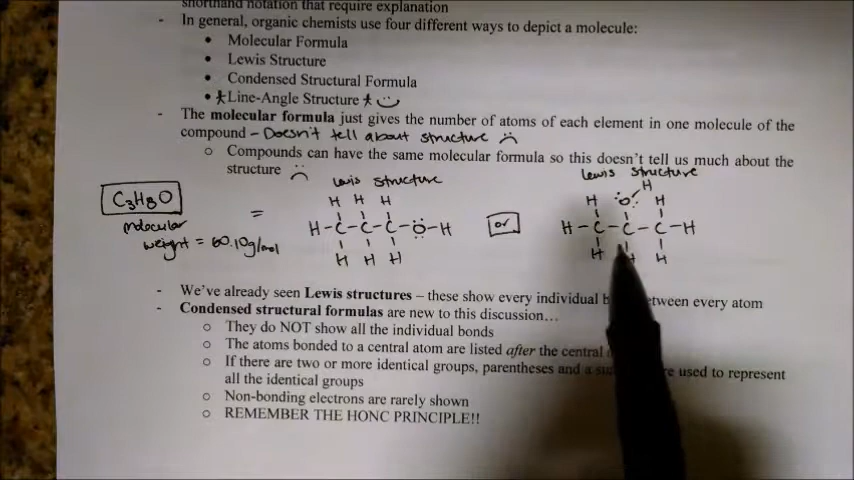 shorthand notation that require explanation
- In general, organic chemists use four different ways to depict a molecule:
• Molecular Formula
• Lewis Structure
• Condensed Structural Formula
• Line-Angle Structure
- The molecular formula just gives the number of atoms of each element in one molecule of the
compound - Doesn't tell about structure
o Compounds can have the same molecular formula so this doesn't tell us much about the
structure
Lewis structure
Lewis structure
C3H8O
molecular
weight = 60.10g/mol
=
H H H
H-C-C-C-O-H
H H H
or
H
H O H
H-C-C-C-H
H H H
- We've already seen Lewis structures – these show every individual between every atom
- Condensed structural formulas are new to this discussion…
o They do NOT show all the individual bonds
o The atoms bonded to a central atom are listed after the central
o If there are two or more identical groups, parentheses and a used to represent
all the identical groups
o Non-bonding electrons are rarely shown
o REMEMBER THE HONC PRINCIPLE!!